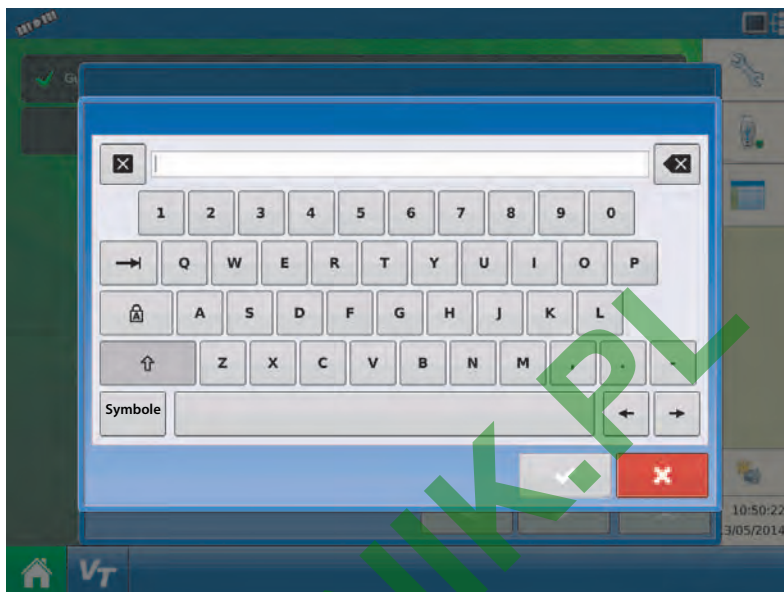 1 2 3 4 5 6 7 8 9 0
Q W E R T Y U I O P
A
A S D F G H J K L
Z X C V B N M , . -
Symbole
10:50:22
3/05/2014
VT
IK.PL